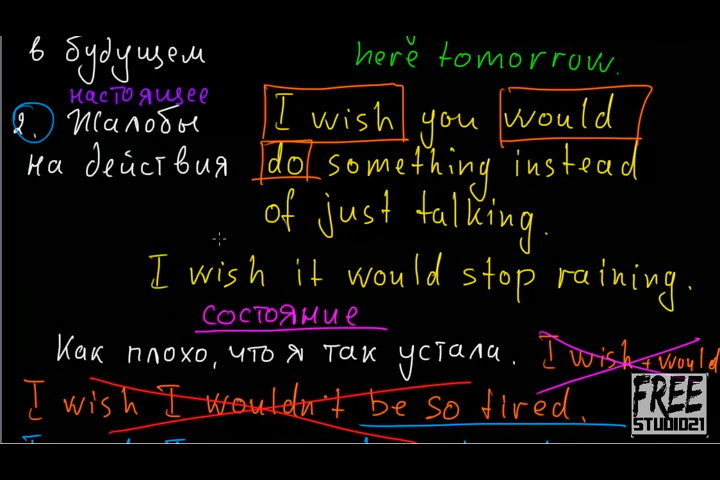 в будущем
here tomorrow.
настоящее
2. Жалобы
на действия
I wish you would
do something instead
of just talking.
I wish it would stop raining.
состояние
Как плохо, что я так устала.
I wish + would
I wish I wouldn't be so tired.
FREE
STUDIO21